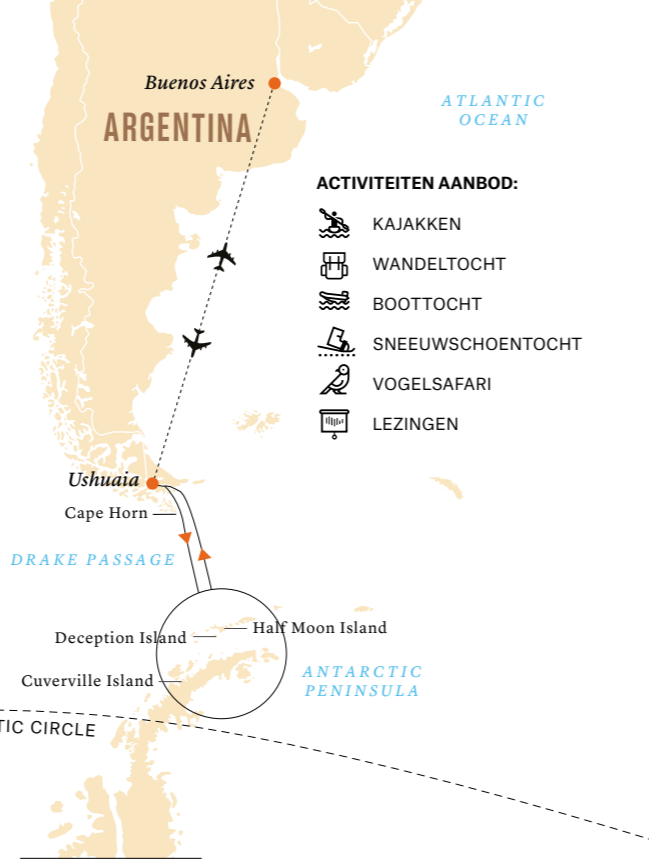 Buenos Aires
ARGENTINA
ATLANTIC
OCEAN
ACTIVITEITEN AANBOD:
KAJAKKEN
WANDELTOCHT
BOOTTOCHT
SNEEUWSCHOENTOCHT
VOGELSAFARI
LEZINGEN
Ushuaia
Cape Horn
DRAKE PASSAGE
Half Moon Island
Deception Island
Cuverville Island
ANTARCTIC
PENINSULA
TIC CIRCLE